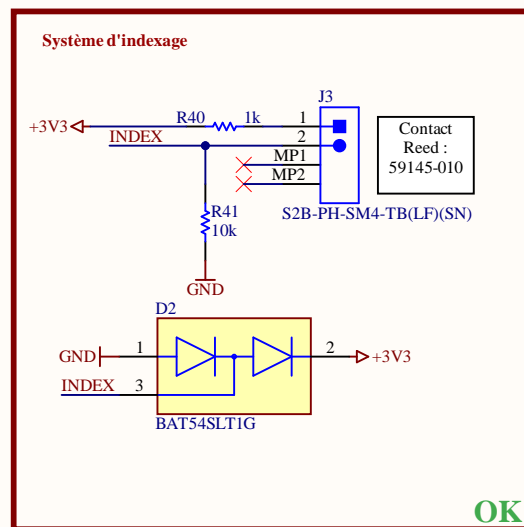 Système d'indexage
J3
R40 1k 1
+3V3
INDEX 2
MP1
MP2
Contact
Reed :
59145-010
R41
10k
S2B-PH-SM4-TB(LF)(SN)
GND
D2
GND 1 2 +3V3
INDEX 3
BAT54SLT1G
OK